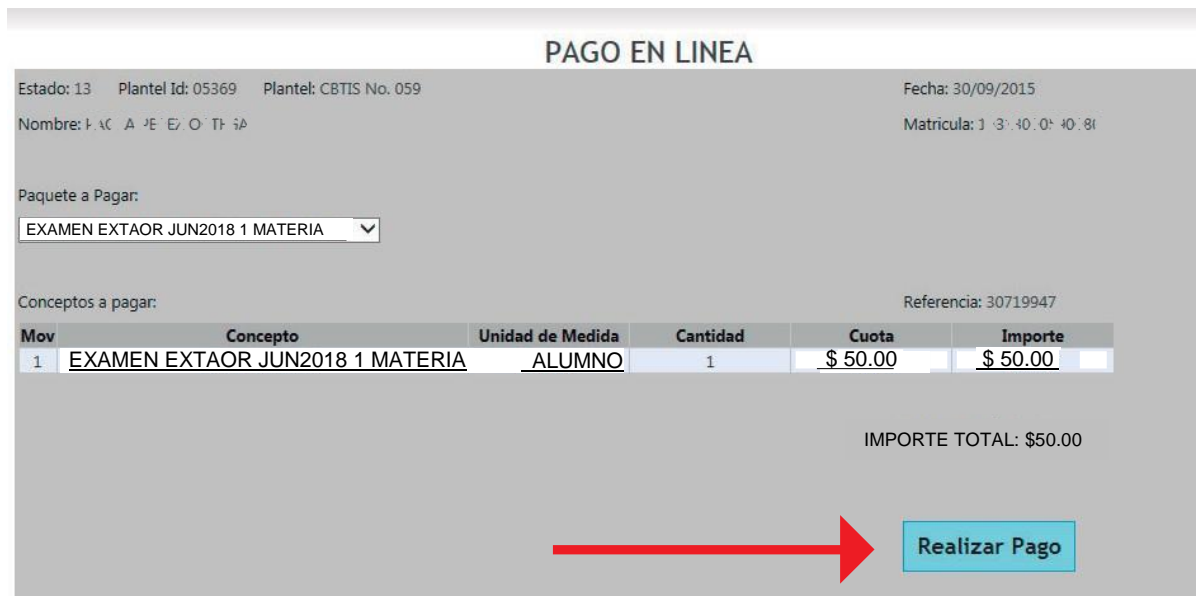 PAGO EN LINEA
Estado: 13 Plantel Id: 05369 Plantel: CBTIS No. 059 Fecha: 30/09/2015
Nombre: Matricula:
Paquete a Pagar:
EXAMEN EXTAOR JUN2018 1 MATERIA
Conceptos a pagar: Referencia: 30719947
Mov Concepto Unidad de Medida Cantidad Cuota Importe
1 EXAMEN EXTAOR JUN2018 1 MATERIA ALUMNO 1 $ 50.00 $ 50.00
IMPORTE TOTAL: $50.00
Realizar Pago